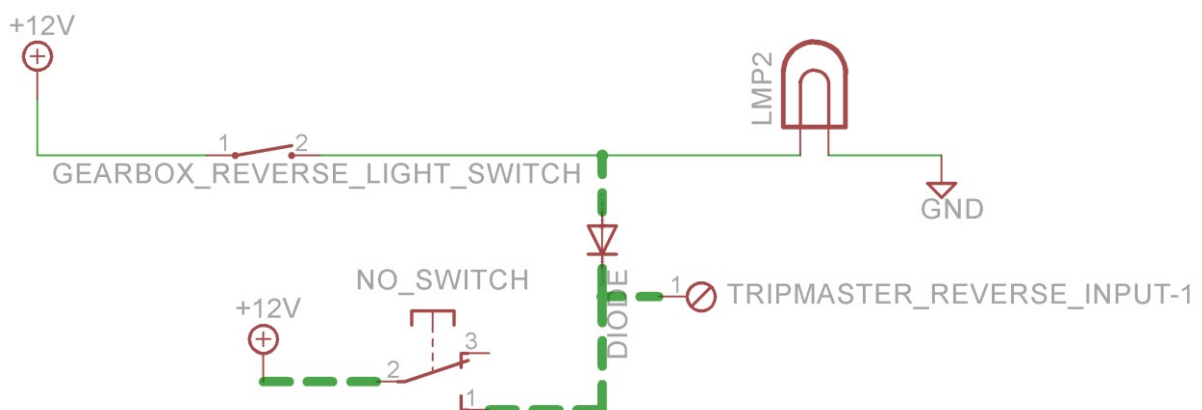 +12V
LMP2
1 2
GEARBOX_REVERSE_LIGHT_SWITCH
GND
NO_SWITCH
DIODE
1 TRIPMASTER_REVERSE_INPUT-1
+12V
3
2
1